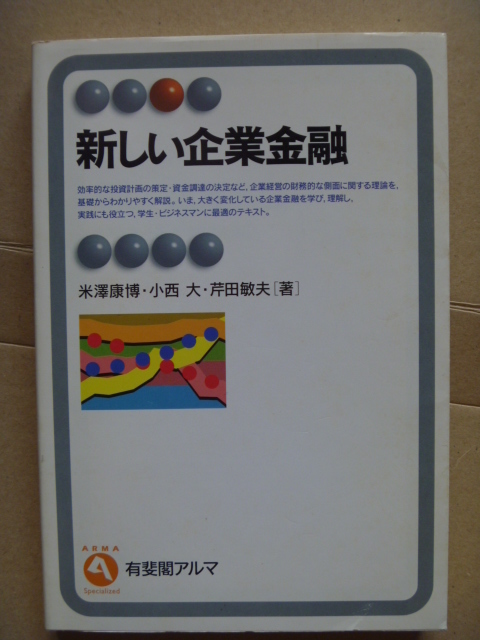 新しい企業金融
効率的な投資計画の策定・資金調達の決定など，企業経営の財務的な側面に関する理論を，
基礎からわかりやすく解説。いま，大きく変化している企業金融を学び，理解し，
実践にも役立つ，学生・ビジネスマンに最適のテキスト。
米澤康博・小西 大・芹田敏夫［著］
ARMA
A
Specialized
有斐閣アルマ